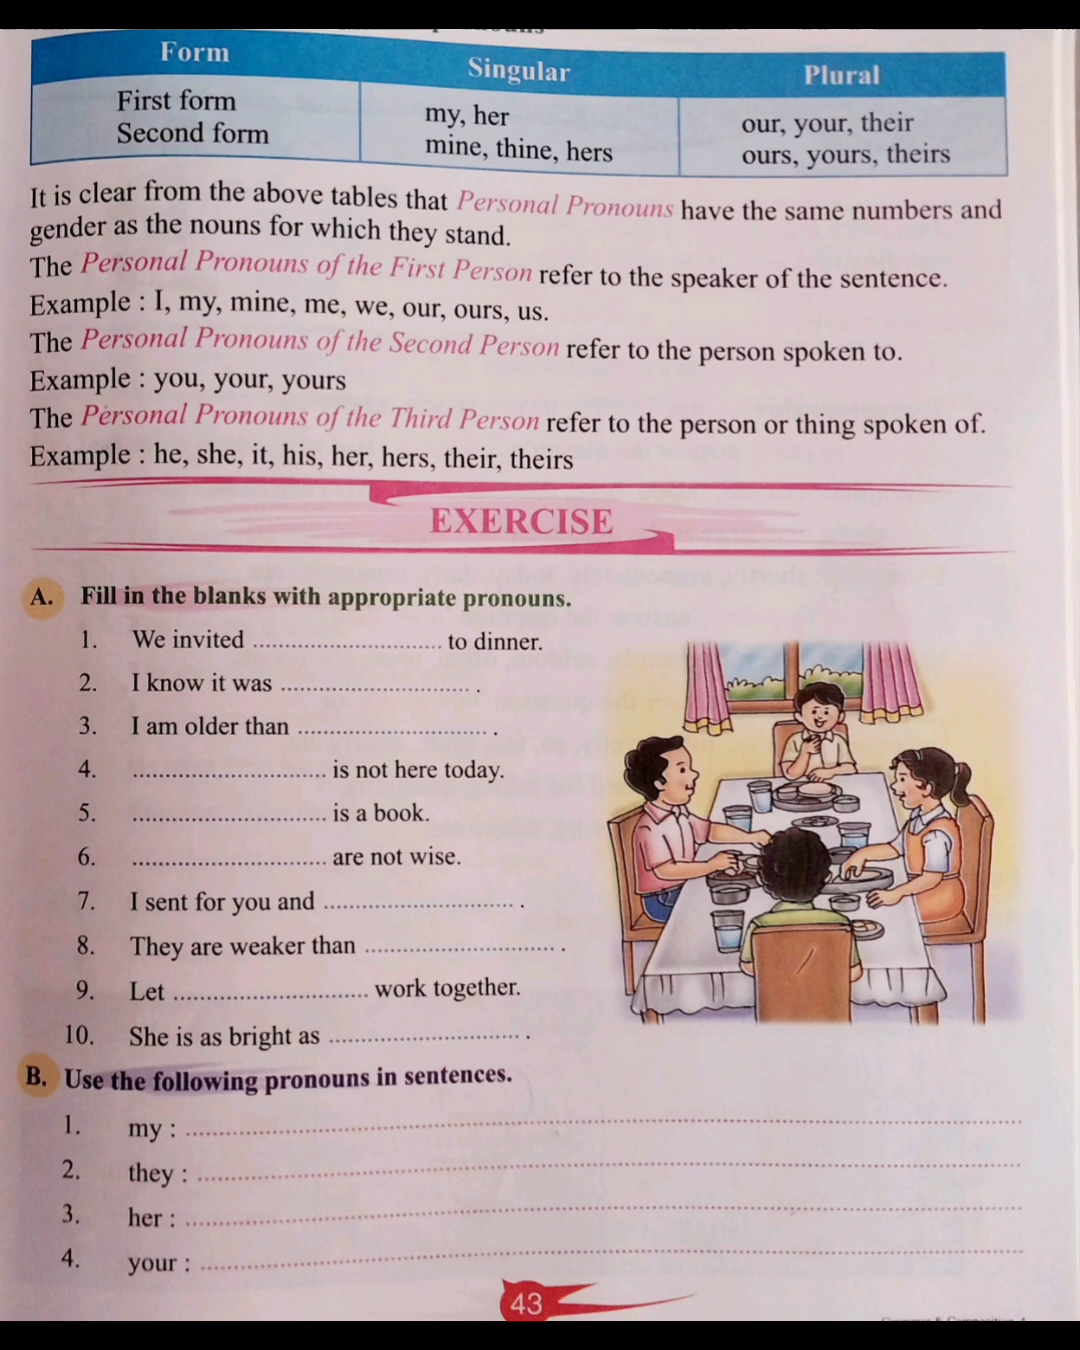 Form Singular Plural
First form my, her our, your, their
Second form mine, thine, hers ours, yours, theirs
It is clear from the above tables that Personal Pronouns have the same numbers and
gender as the nouns for which they stand.
The Personal Pronouns of the First Person refer to the speaker of the sentence.
Example : I, my, mine, me, we, our, ours, us.
The Personal Pronouns of the Second Person refer to the person spoken to.
Example : you, your, yours
The Personal Pronouns of the Third Person refer to the person or thing spoken of.
Example : he, she, it, his, her, hers, their, theirs
EXERCISE
A. Fill in the blanks with appropriate pronouns.
1. We invited .............................. to dinner.
2. I know it was .............................. .
3. I am older than .............................. .
4. .............................. is not here today.
5. .............................. is a book.
6. .............................. are not wise.
7. I sent for you and .............................. .
8. They are weaker than .............................. .
9. Let .............................. work together.
10. She is as bright as .............................. .
B. Use the following pronouns in sentences.
1. my : ..............................
2. they : ..............................
3. her : ..............................
4. your : ..............................
43